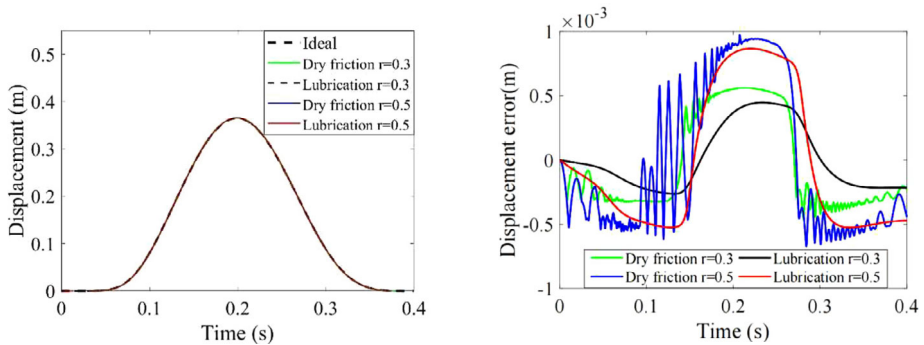 0.5
0.4
0.3
0.2
0.1
0
Displacement (m)
Ideal
Dry friction r=0.3
Lubrication r=0.3
Dry friction r=0.5
Lubrication r=0.5
0 0.1 0.2 0.3 0.4
Time (s)
×10⁻³
1
0.5
0
-0.5
-1
Displacement error(m)
Dry friction r=0.3 Lubrication r=0.3
Dry friction r=0.5 Lubrication r=0.5
0 0.1 0.2 0.3 0.4
Time (s)